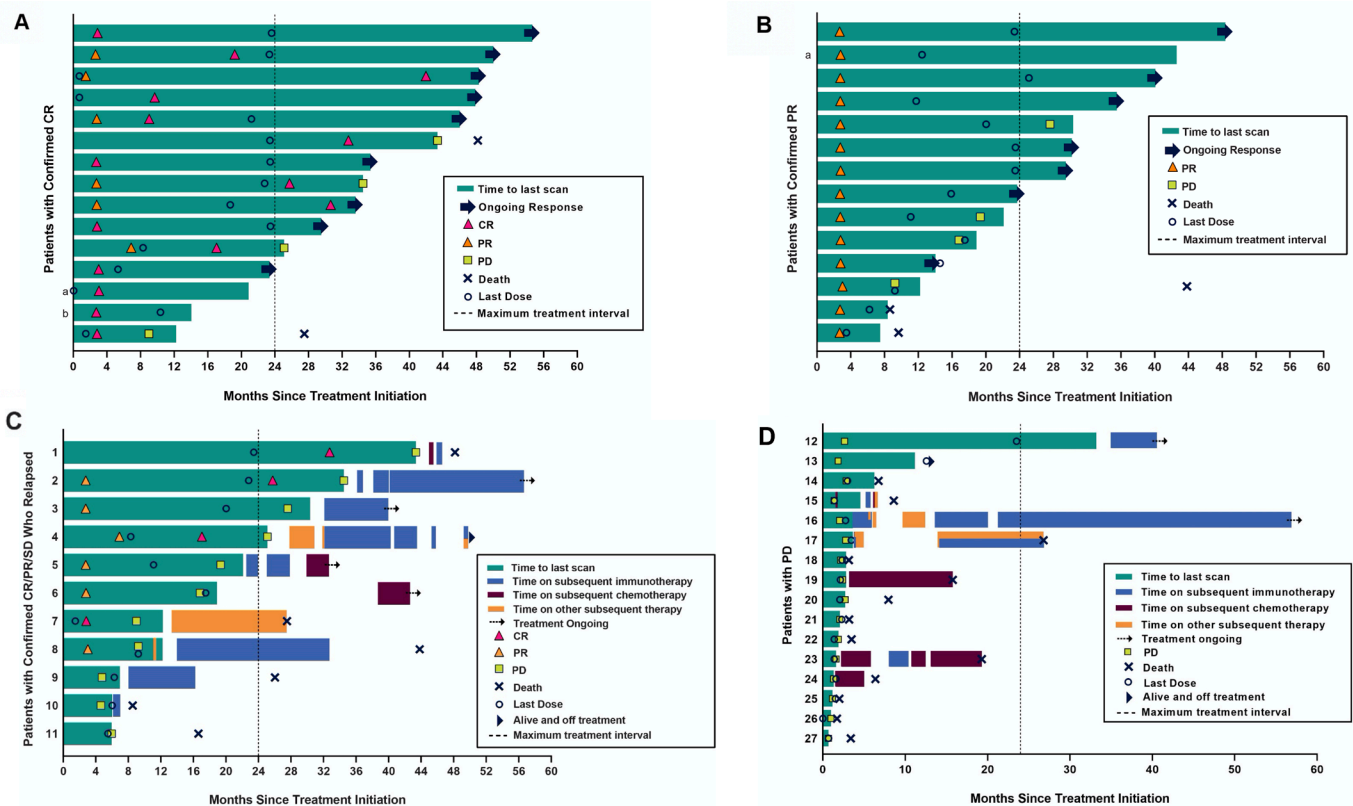 A
Patients with Confirmed CR
a
b
Time to last scan
Ongoing Response
CR
PR
PD
Death
Last Dose
Maximum treatment interval
0 4 8 12 16 20 24 28 32 36 40 44 48 52 56 60
Months Since Treatment Initiation
B
Patients with Confirmed PR
a
Time to last scan
Ongoing Response
PR
PD
Death
Last Dose
Maximum treatment interval
0 4 8 12 16 20 24 28 32 36 40 44 48 52 56 60
Months Since Treatment Initiation
C
Patients with Confirmed CR/PR/SD Who Relapsed
1
2
3
4
5
6
7
8
9
10
11
Time to last scan
Time on subsequent immunotherapy
Time on subsequent chemotherapy
Time on other subsequent therapy
Treatment Ongoing
CR
PR
PD
Death
Last Dose
Alive and off treatment
Maximum treatment interval
0 4 8 12 16 20 24 28 32 36 40 44 48 52 56 60
Months Since Treatment Initiation
D
Patients with PD
12
13
14
15
16
17
18
19
20
21
22
23
24
25
26
27
Time to last scan
Time on subsequent immunotherapy
Time on subsequent chemotherapy
Time on other subsequent therapy
Treatment ongoing
PD
Death
Last Dose
Alive and off treatment
Maximum treatment interval
0 10 20 30 40 50 60
Months Since Treatment Initiation